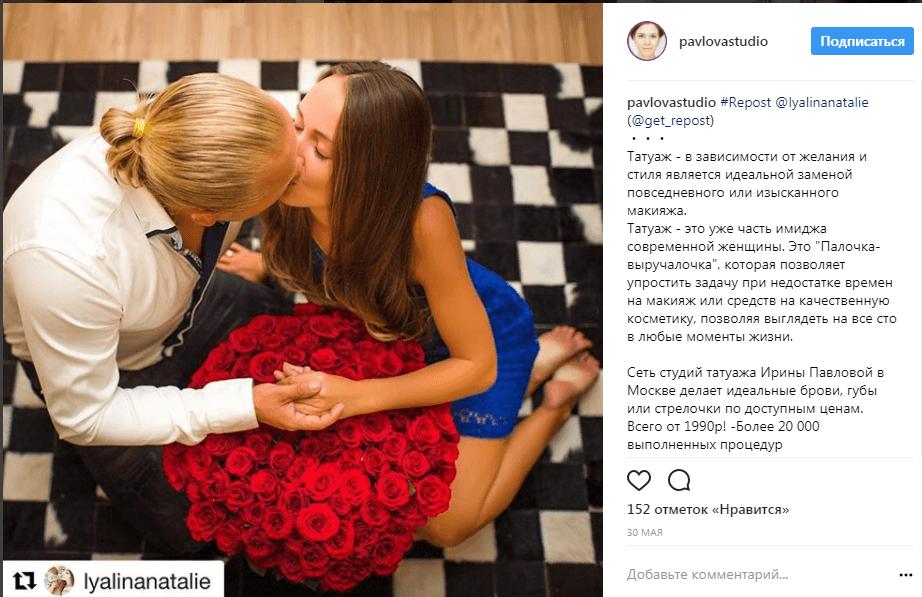 pavlovastudio
Подписаться
pavlovastudio #Repost @lyalinanatalie
(@get_repost)
・・・
Татуаж - в зависимости от желания и
стиля является идеальной заменой
повседневного или изысканного
макияжа.
Татуаж - это уже часть имиджа
современной женщины. Это "Палочка-
выручалочка", которая позволяет
упростить задачу при недостатке времен
на макияж или средств на качественную
косметику, позволяя выглядеть на все сто
в любые моменты жизни.
Сеть студий татуажа Ирины Павловой в
Москве делает идеальные брови, губы
или стрелочки по доступным ценам.
Всего от 1990р! -Более 20 000
выполненных процедур
152 отметок «Нравится»
30 МАЯ
Добавьте комментарий...
lyalinanatalie